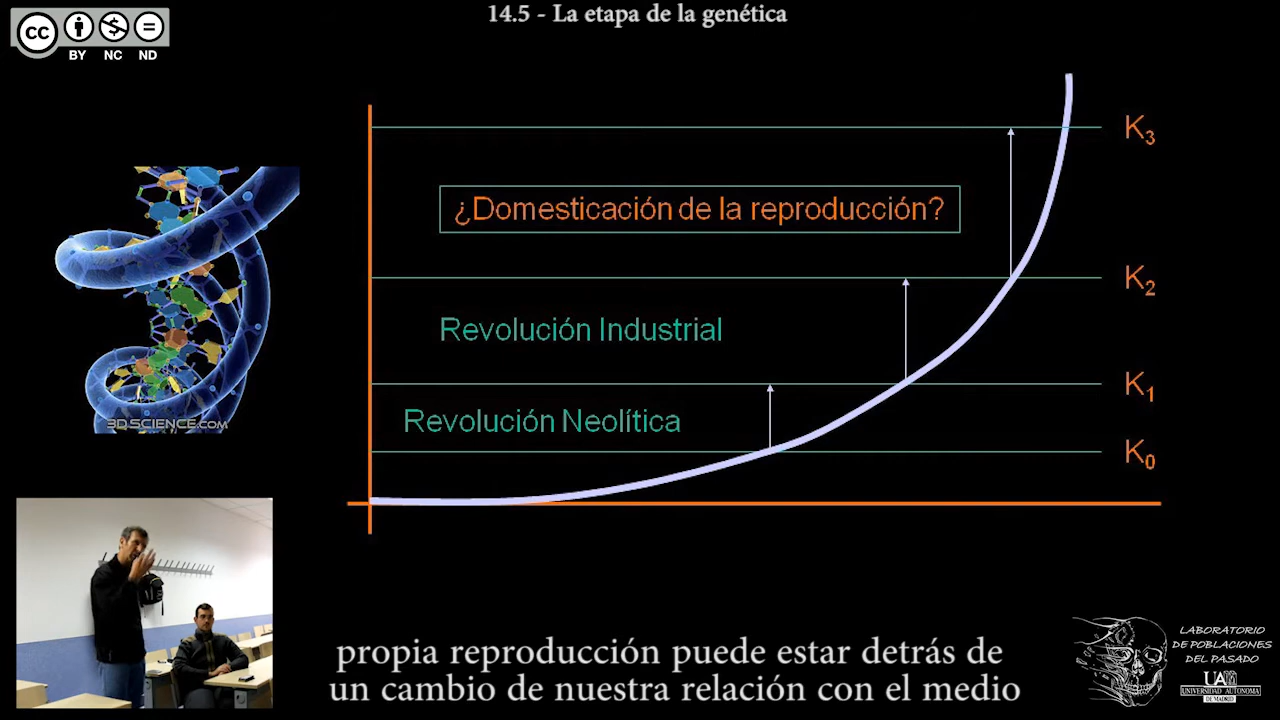 14.5 - La etapa de la genética
cc
BY NC ND
K3
¿Domesticación de la reproducción?
K2
Revolución Industrial
K1
Revolución Neolítica
K0
3DSCIENCE.COM
propia reproducción puede estar detrás de
un cambio de nuestra relación con el medio
LABORATORIO
DE POBLACIONES
DEL PASADO
UAM
UNIVERSIDAD AUTONOMA
DE MADRID